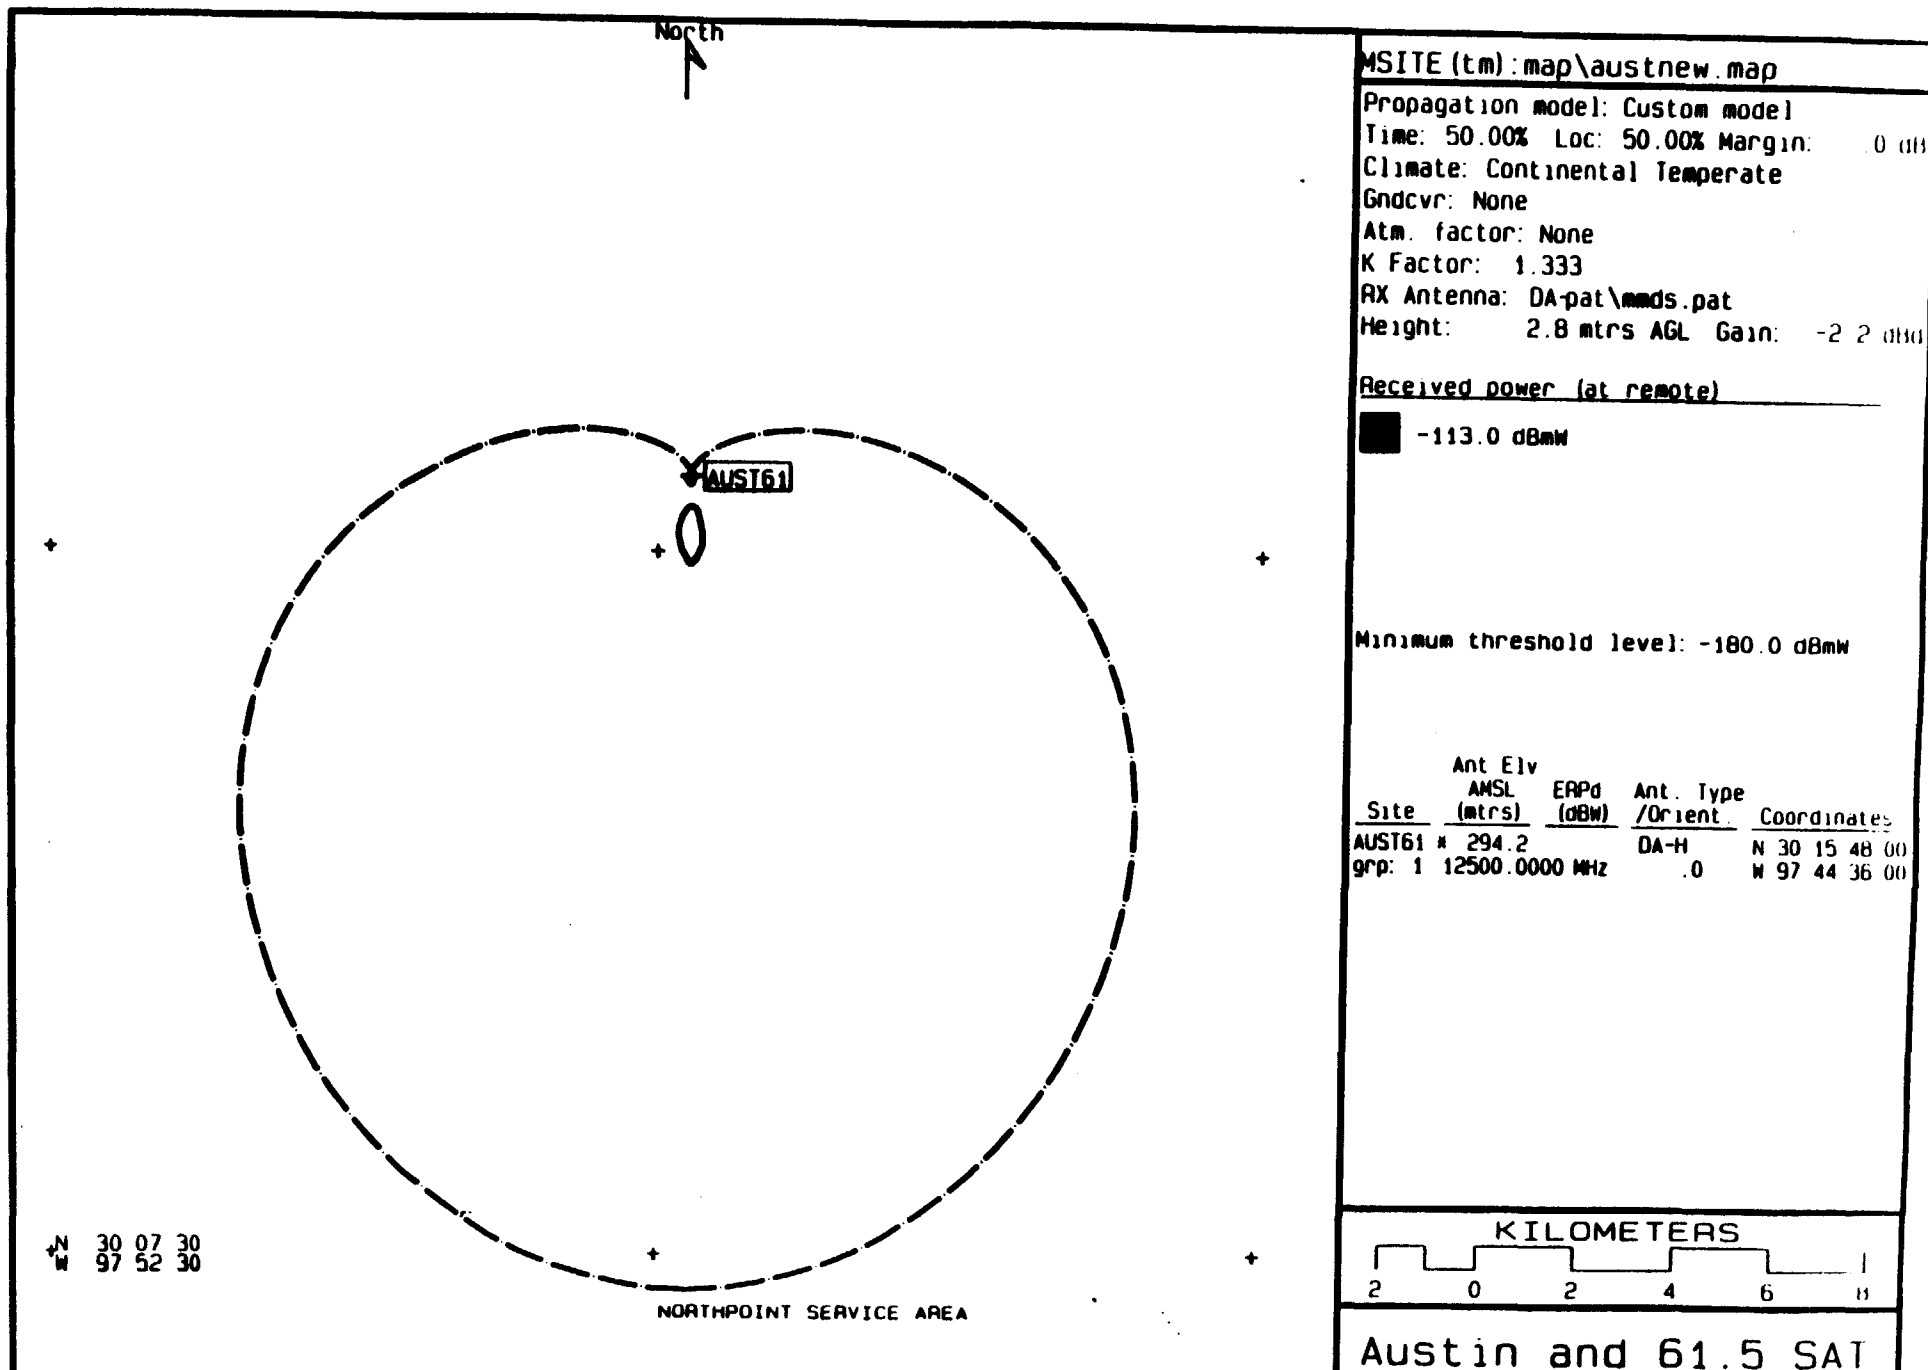 North
AUST61
N 30 07 30
W 97 52 30
NORTHPOINT SERVICE AREA
MSITE(tm):map\austnew.map
Propagation model: Custom model
Time: 50.00% Loc: 50.00% Margin: .0 dB
Climate: Continental Temperate
Gndcvr: None
Atm. factor: None
K Factor: 1.333
RX Antenna: DA-pat\mmds.pat
Height: 2.8 mtrs AGL Gain: -2 2 dBd
Received power (at remote)
-113.0 dBmW
Minimum threshold level: -180.0 dBmW
Ant Elv
AMSL ERPd Ant. Type
Site (mtrs) (dBW) /Orient. Coordinates
AUST61 * 294.2 DA-H N 30 15 48 00
grp: 1 12500.0000 MHz .0 W 97 44 36 00
KILOMETERS
2 0 2 4 6 8
Austin and 61.5 SAT